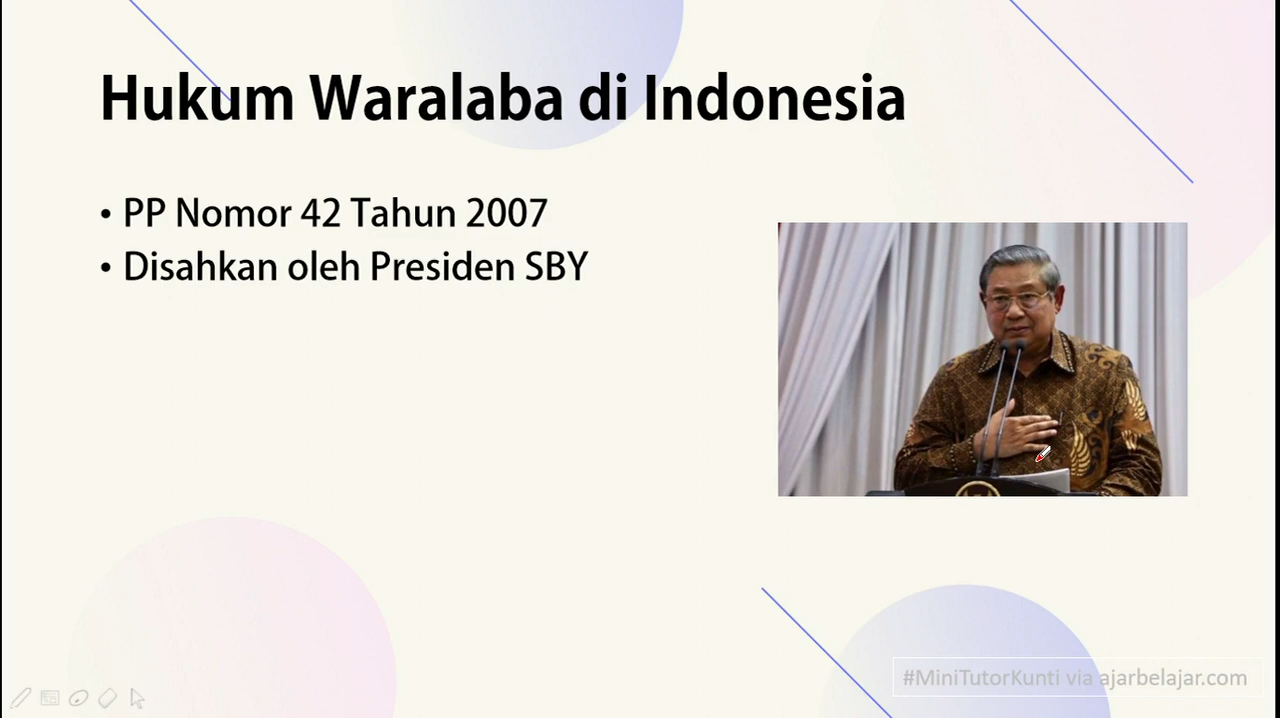 Hukum Waralaba di Indonesia
• PP Nomor 42 Tahun 2007
• Disahkan oleh Presiden SBY
#MiniTutorKunti via ajarbelajar.com